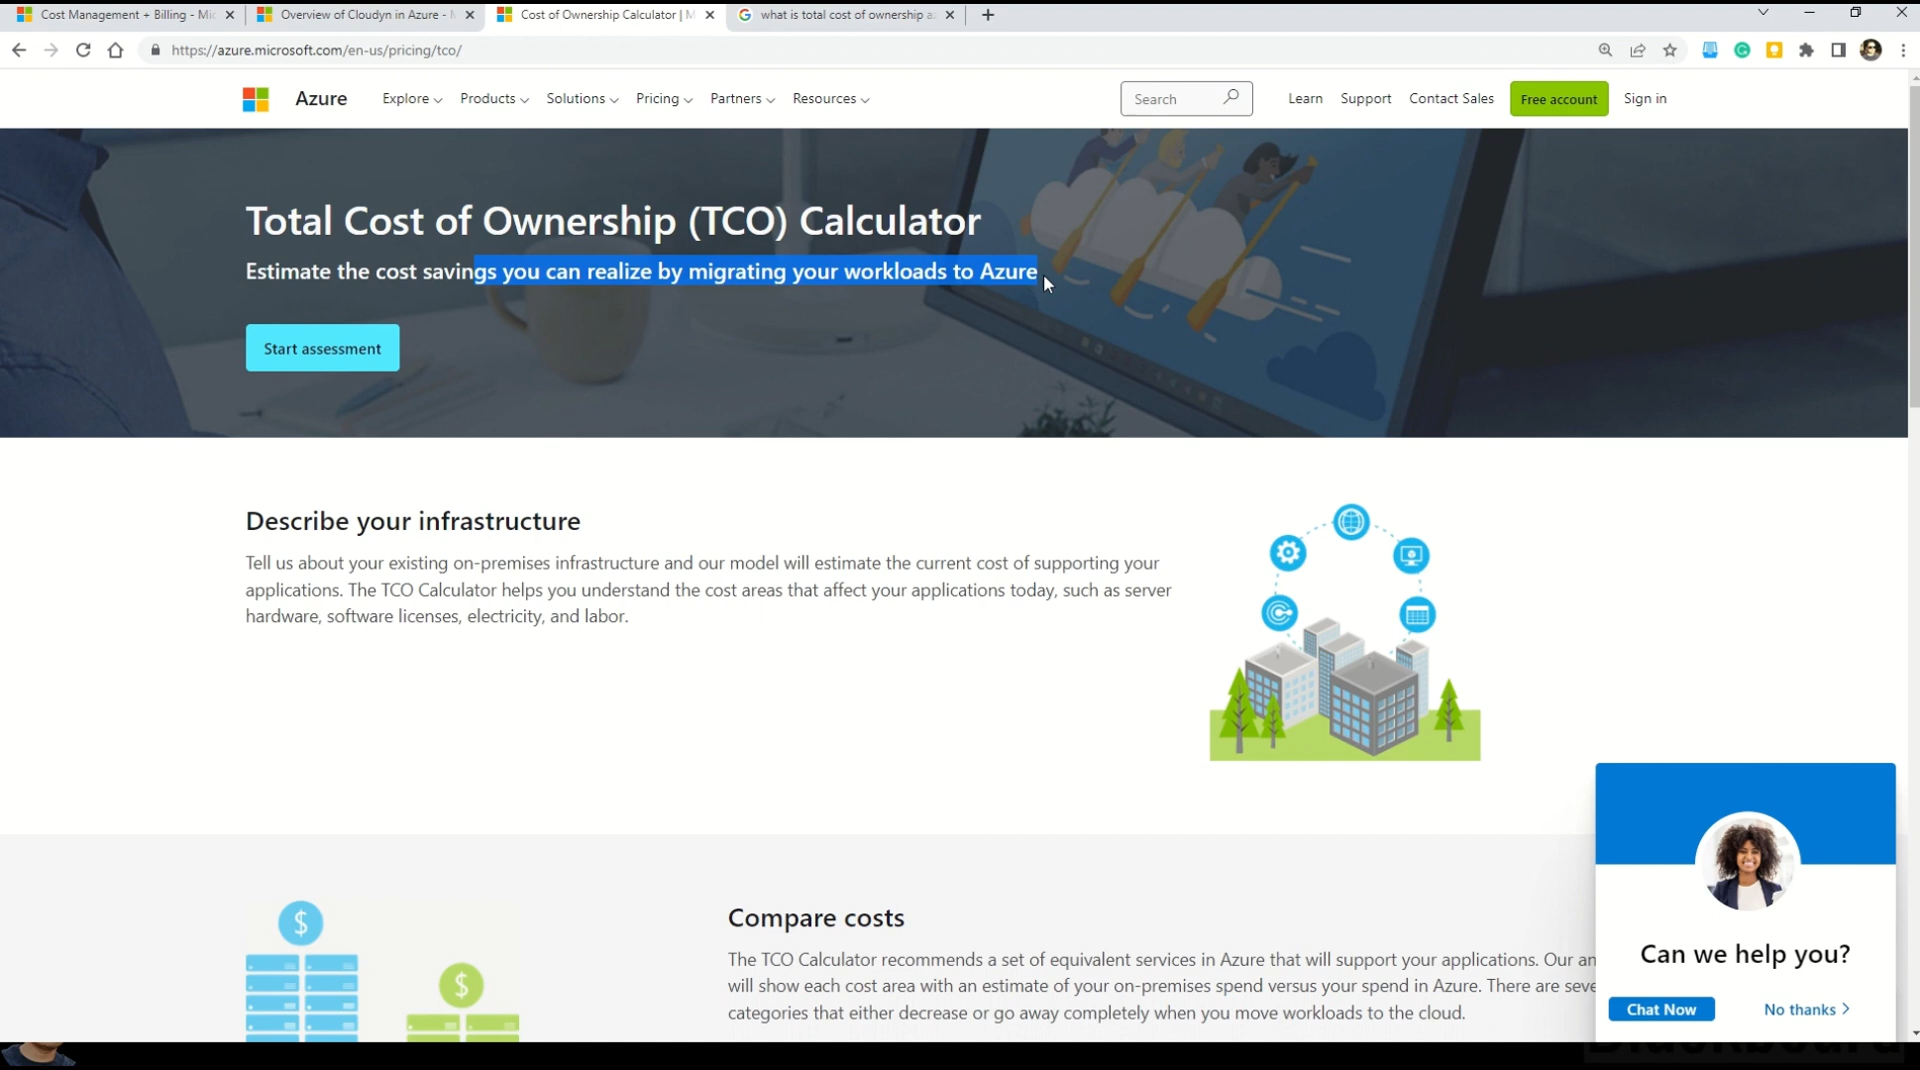 Cost Management + Billing - Mi
Overview of Cloudyn in Azure -
Cost of Ownership Calculator | M
what is total cost of ownership a
https://azure.microsoft.com/en-us/pricing/tco/
Azure
Explore
Products
Solutions
Pricing
Partners
Resources
Search
Learn
Support
Contact Sales
Free account
Sign in
Total Cost of Ownership (TCO) Calculator
Estimate the cost savings you can realize by migrating your workloads to Azure
Start assessment
Describe your infrastructure
Tell us about your existing on-premises infrastructure and our model will estimate the current cost of supporting your
applications. The TCO Calculator helps you understand the cost areas that affect your applications today, such as server
hardware, software licenses, electricity, and labor.
Compare costs
The TCO Calculator recommends a set of equivalent services in Azure that will support your applications. Our an
will show each cost area with an estimate of your on-premises spend versus your spend in Azure. There are seve
categories that either decrease or go away completely when you move workloads to the cloud.
Can we help you?
Chat Now
No thanks